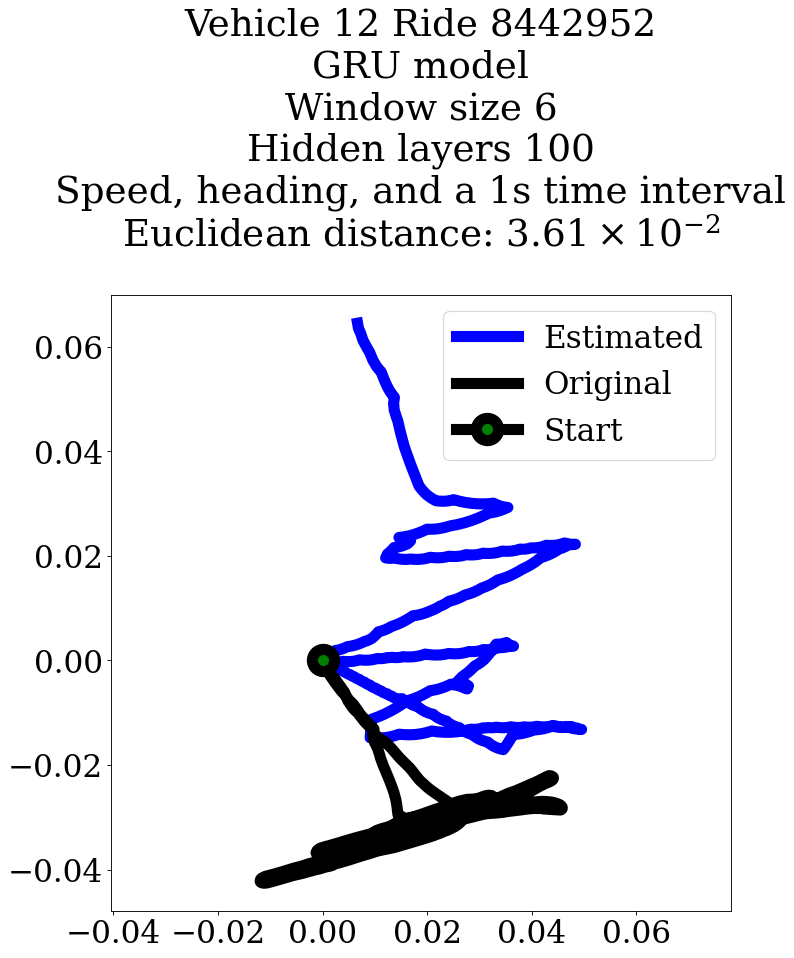 Vehicle 12 Ride 8442952
GRU model
Window size 6
Hidden layers 100
Speed, heading, and a 1s time interval
Euclidean distance: 3.61 × 10⁻²
Estimated
Original
Start
0.06
0.04
0.02
0.00
−0.02
−0.04
−0.04 −0.02 0.00 0.02 0.04 0.06